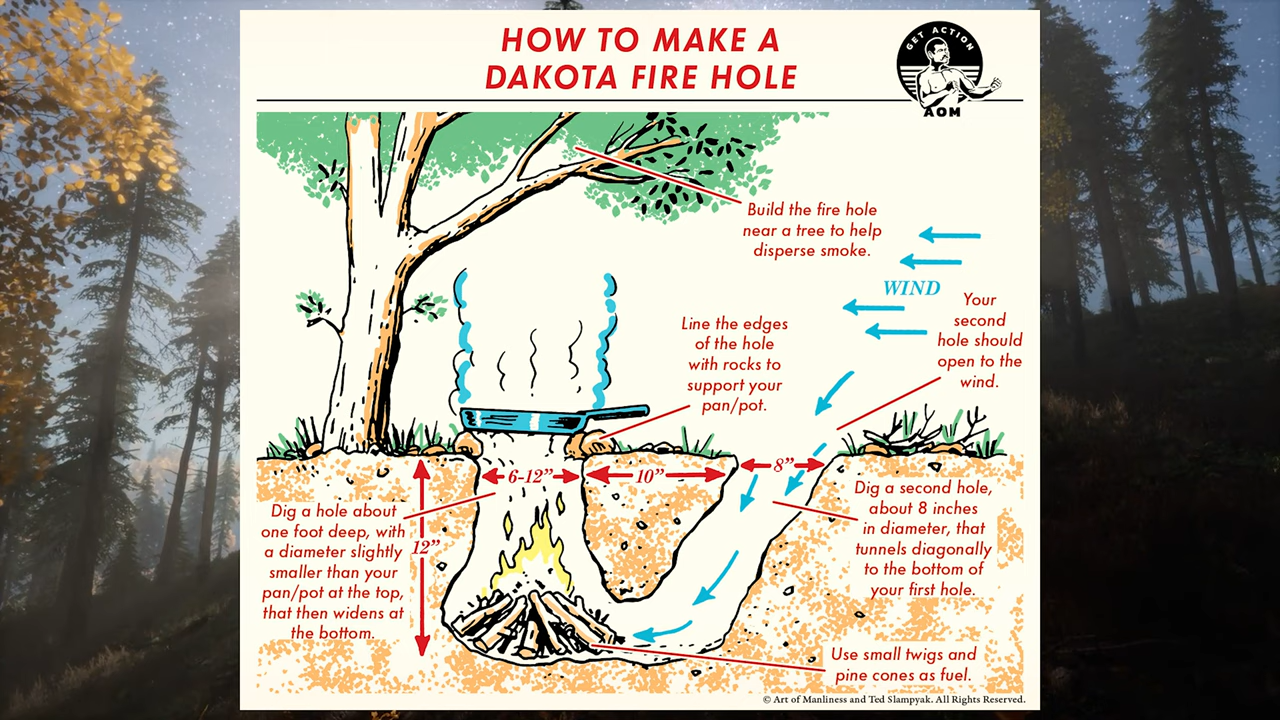 HOW TO MAKE A
DAKOTA FIRE HOLE
GET ACTION
AOM
Build the fire hole
near a tree to help
disperse smoke.
WIND
Your
second
hole should
open to the
wind.
Line the edges
of the hole
with rocks to
support your
pan/pot.
6-12”
10”
8”
12”
Dig a hole about
one foot deep, with
a diameter slightly
smaller than your
pan/pot at the top,
that then widens at
the bottom.
Dig a second hole,
about 8 inches
in diameter, that
tunnels diagonally
to the bottom of
your first hole.
Use small twigs and
pine cones as fuel.
© Art of Manliness and Ted Slampyak. All Rights Reserved.